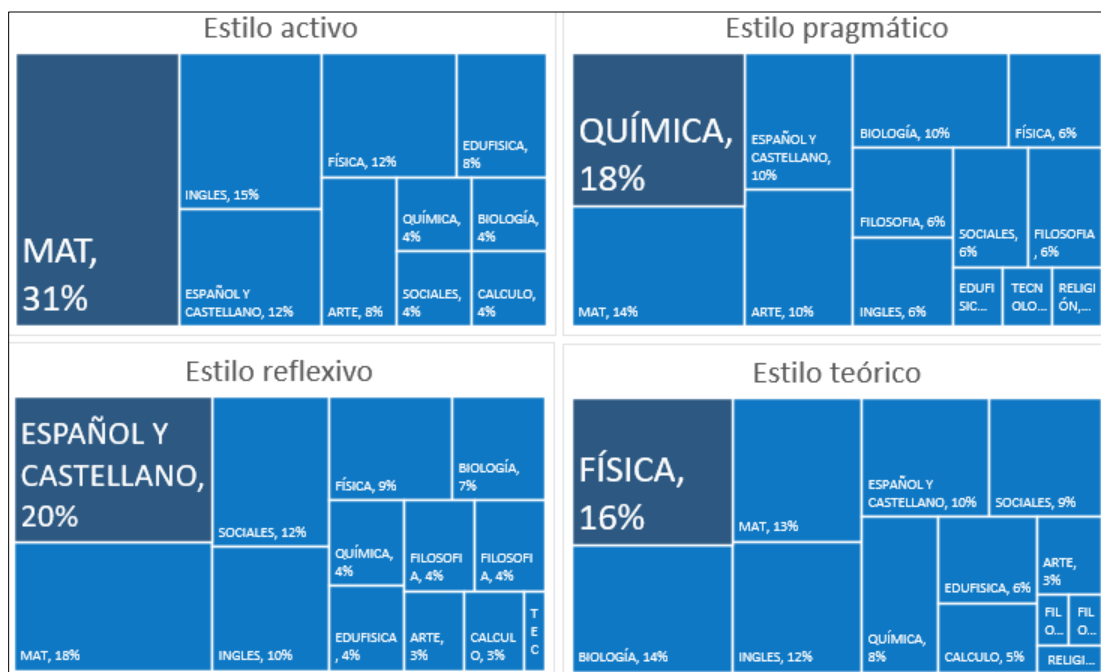 Estilo activo
MAT,
31%
INGLES, 15%
ESPAÑOL Y
CASTELLANO, 12%
FÍSICA, 12%
EDUFISICA,
8%
ARTE, 8%
QUÍMICA,
4%
BIOLOGÍA,
4%
SOCIALES,
4%
CALCULO,
4%
Estilo pragmático
QUÍMICA,
18%
MAT, 14%
ESPAÑOL Y
CASTELLANO,
10%
ARTE, 10%
BIOLOGÍA, 10%
FÍSICA, 6%
FILOSOFIA, 6%
INGLES, 6%
SOCIALES,
6%
FILOSOFIA
, 6%
EDUFI
SIC...
TECN
OLO...
RELIGI
ÓN,...
Estilo reflexivo
ESPAÑOL Y
CASTELLANO,
20%
MAT, 18%
SOCIALES, 12%
INGLES, 10%
FÍSICA, 9%
BIOLOGÍA,
7%
QUÍMICA,
4%
FILOSOFI
A, 4%
FILOSOFI
A, 4%
EDUFISICA
, 4%
ARTE,
3%
CALCUL
O, 3%
T
E
C
Estilo teórico
FÍSICA,
16%
BIOLOGÍA, 14%
MAT, 13%
INGLES, 12%
ESPAÑOL Y
CASTELLANO, 10%
SOCIALES, 9%
QUÍMICA,
8%
EDUFISICA, 6%
CALCULO, 5%
ARTE,
3%
FIL
O...
FIL
O...
RELIGI...